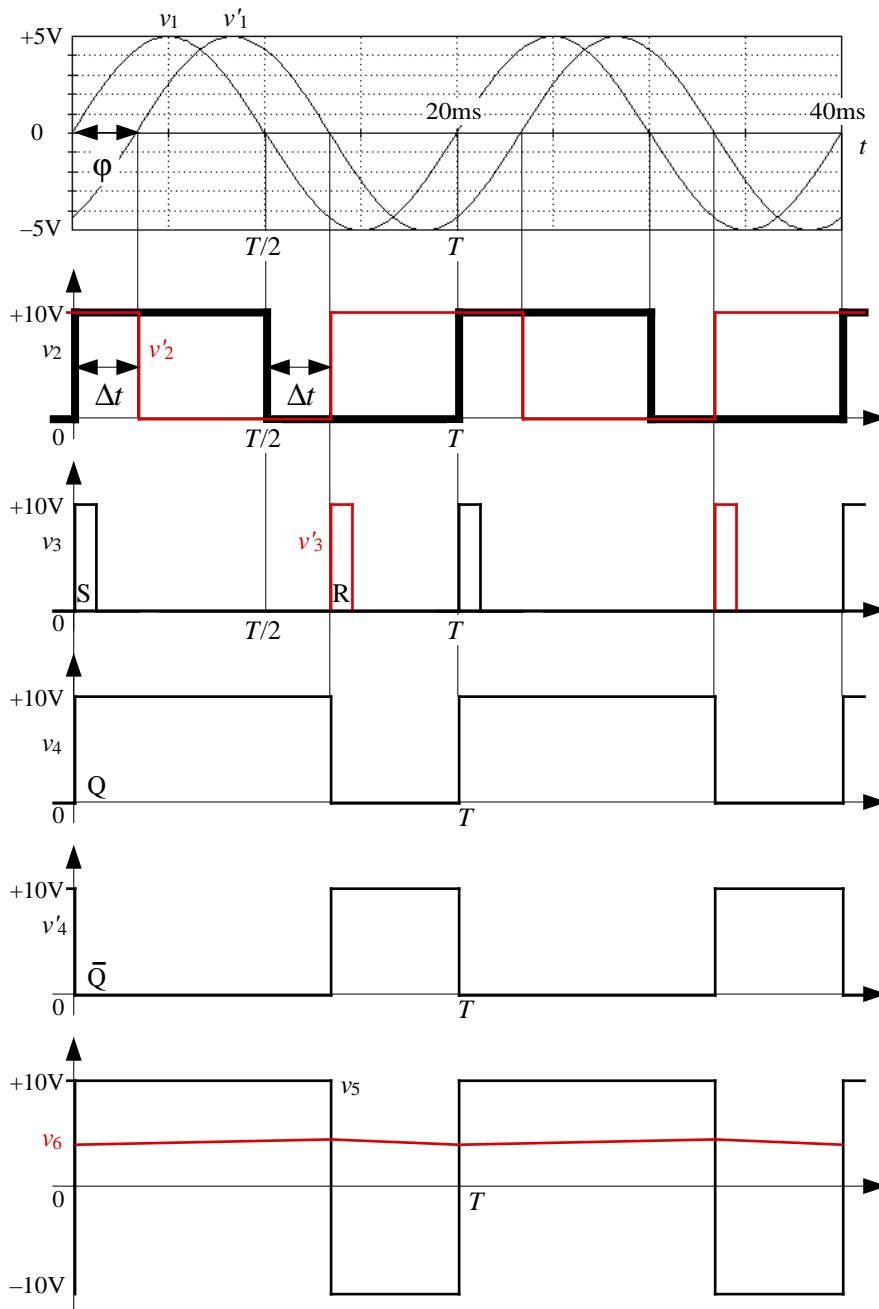 v1 v'1
+5V
20ms 40ms
0 t
φ
–5V
T/2 T
+10V
v2 v'2
Δt Δt
0 T/2 T
+10V
v3 v'3
S R
0 T/2 T
+10V
v4
Q
0 T
+10V
v'4
Q̅
0 T
+10V v5
v6
0 T
–10V